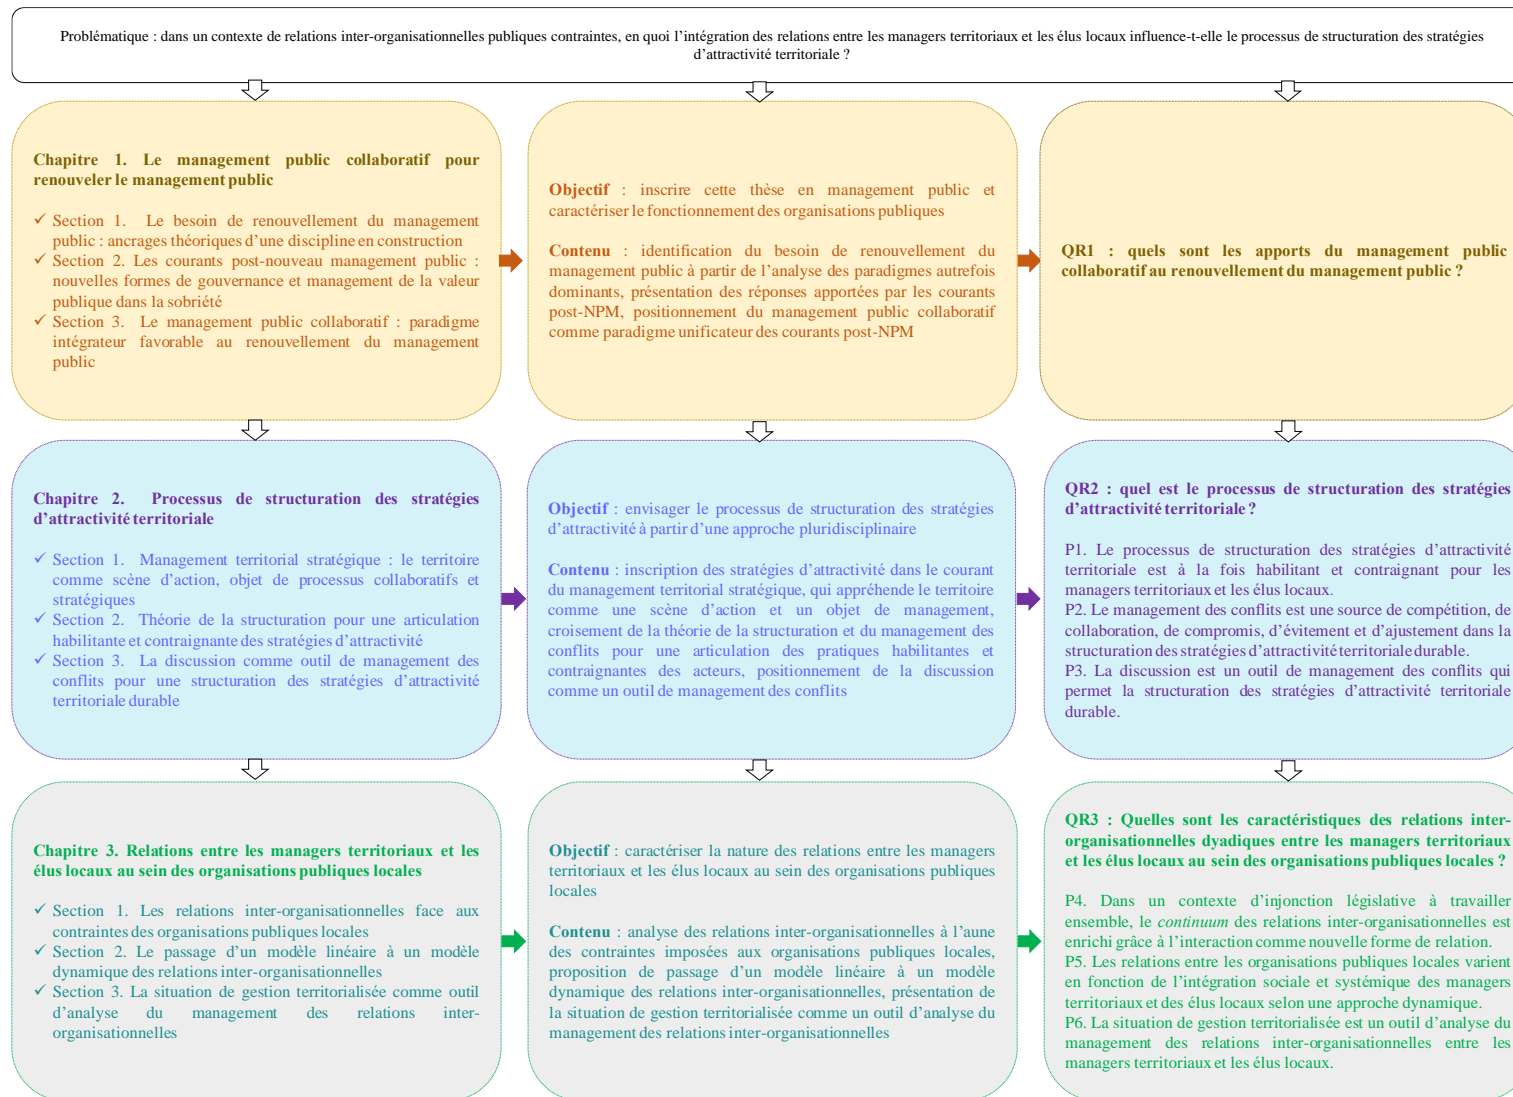 Problématique : dans un contexte de relations inter-organisationnelles publiques contraintes, en quoi l’intégration des relations entre les managers territoriaux et les élus locaux influence-t-elle le processus de structuration des stratégies
d’attractivité territoriale ?
Chapitre 1. Le management public collaboratif pour
renouveler le management public
✓ Section 1. Le besoin de renouvellement du management
public : ancrages théoriques d’une discipline en construction
✓ Section 2. Les courants post-nouveau management public :
nouvelles formes de gouvernance et management de la valeur
publique dans la sobriété
✓ Section 3. Le management public collaboratif : paradigme
intégrateur favorable au renouvellement du management
public
Objectif : inscrire cette thèse en management public et
caractériser le fonctionnement des organisations publiques
Contenu : identification du besoin de renouvellement du
management public à partir de l’analyse des paradigmes autrefois
dominants, présentation des réponses apportées par les courants
post-NPM, positionnement du management public collaboratif
comme paradigme unificateur des courants post-NPM
QR1 : quels sont les apports du management public
collaboratif au renouvellement du management public ?
Chapitre 2. Processus de structuration des stratégies
d’attractivité territoriale
✓ Section 1. Management territorial stratégique : le territoire
comme scène d’action, objet de processus collaboratifs et
stratégiques
✓ Section 2. Théorie de la structuration pour une articulation
habilitante et contraignante des stratégies d’attractivité
✓ Section 3. La discussion comme outil de management des
conflits pour une structuration des stratégies d’attractivité
territoriale durable
Objectif : envisager le processus de structuration des stratégies
d’attractivité à partir d’une approche pluridisciplinaire
Contenu : inscription des stratégies d’attractivité dans le courant
du management territorial stratégique, qui appréhende le territoire
comme une scène d’action et un objet de management,
croisement de la théorie de la structuration et du management des
conflits pour une articulation des pratiques habilitantes et
contraignantes des acteurs, positionnement de la discussion
comme un outil de management des conflits
QR2 : quel est le processus de structuration des stratégies
d’attractivité territoriale ?
P1. Le processus de structuration des stratégies d’attractivité
territoriale est à la fois habilitant et contraignant pour les
managers territoriaux et les élus locaux.
P2. Le management des conflits est une source de compétition, de
collaboration, de compromis, d’évitement et d’ajustement dans la
structuration des stratégies d’attractivité territoriale durable.
P3. La discussion est un outil de management des conflits qui
permet la structuration des stratégies d’attractivité territoriale
durable.
Chapitre 3. Relations entre les managers territoriaux et les
élus locaux au sein des organisations publiques locales
✓ Section 1. Les relations inter-organisationnelles face aux
contraintes des organisations publiques locales
✓ Section 2. Le passage d’un modèle linéaire à un modèle
dynamique des relations inter-organisationnelles
✓ Section 3. La situation de gestion territorialisée comme outil
d’analyse du management des relations inter-
organisationnelles
Objectif : caractériser la nature des relations entre les managers
territoriaux et les élus locaux au sein des organisations publiques
locales
Contenu : analyse des relations inter-organisationnelles à l’aune
des contraintes imposées aux organisations publiques locales,
proposition de passage d’un modèle linéaire à un modèle
dynamique des relations inter-organisationnelles, présentation de
la situation de gestion territorialisée comme un outil d’analyse du
management des relations inter-organisationnelles
QR3 : Quelles sont les caractéristiques des relations inter-
organisationnelles dyadiques entre les managers territoriaux
et les élus locaux au sein des organisations publiques locales ?
P4. Dans un contexte d’injonction législative à travailler
ensemble, le continuum des relations inter-organisationnelles est
enrichi grâce à l’interaction comme nouvelle forme de relation.
P5. Les relations entre les organisations publiques locales varient
en fonction de l’intégration sociale et systémique des managers
territoriaux et des élus locaux selon une approche dynamique.
P6. La situation de gestion territorialisée est un outil d’analyse du
management des relations inter-organisationnelles entre les
managers territoriaux et les élus locaux.